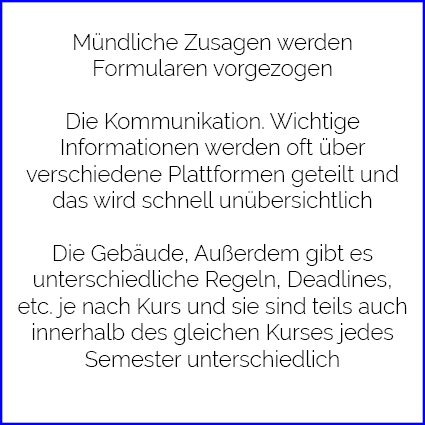 Mündliche Zusagen werden
Formularen vorgezogen
Die Kommunikation. Wichtige
Informationen werden oft über
verschiedene Plattformen geteilt und
das wird schnell unübersichtlich
Die Gebäude, Außerdem gibt es
unterschiedliche Regeln, Deadlines,
etc. je nach Kurs und sie sind teils auch
innerhalb des gleichen Kurses jedes
Semester unterschiedlich